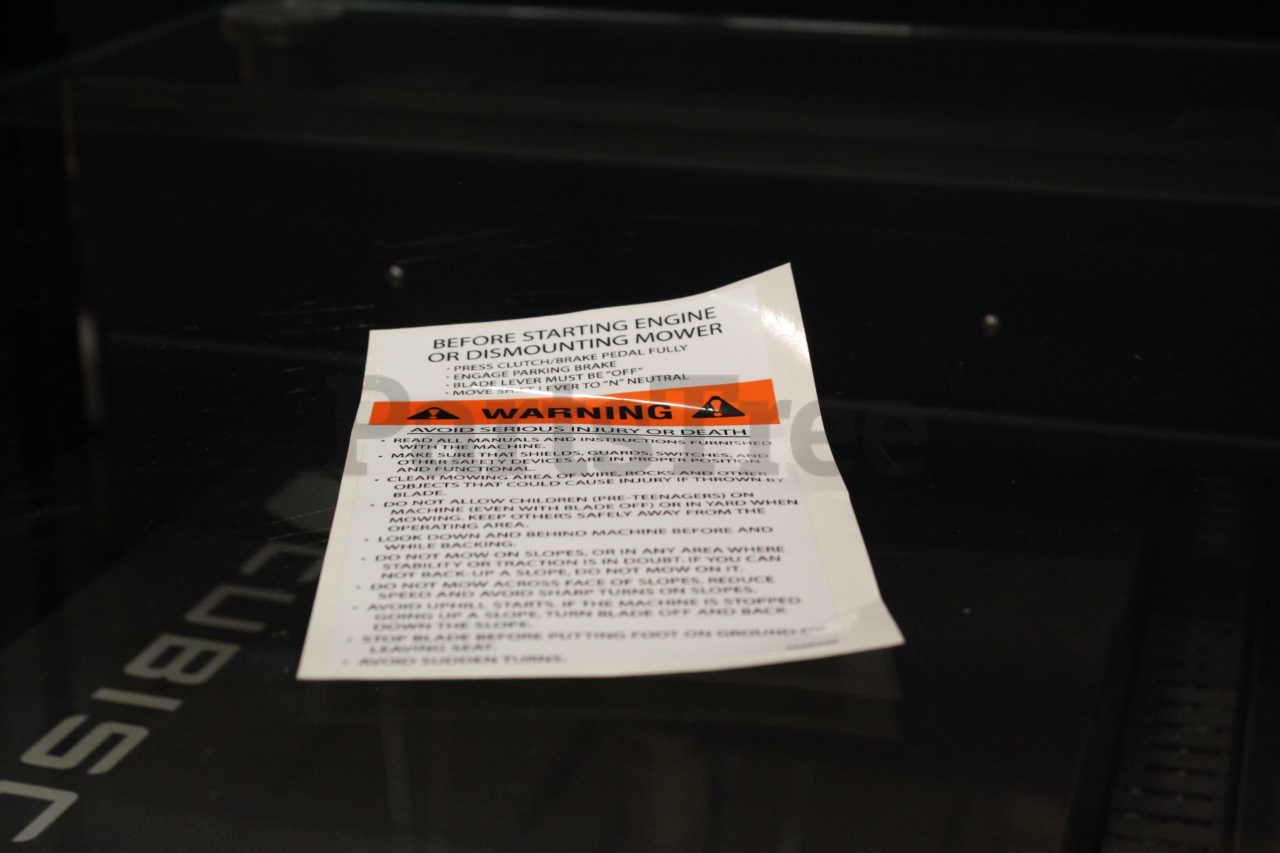 BEFORE STARTING ENGINE
OR DISMOUNTING MOWER
• PRESS CLUTCH/BRAKE PEDAL FULLY
• ENGAGE PARKING BRAKE
• BLADE LEVER MUST BE "OFF"
• MOVE SHIFT LEVER TO "N" NEUTRAL
WARNING
AVOID SERIOUS INJURY OR DEATH
• READ ALL MANUALS AND INSTRUCTIONS FURNISHED
WITH THE MACHINE.
• MAKE SURE THAT SHIELDS, GUARDS, SWITCHES, AND
OTHER SAFETY DEVICES ARE IN PROPER POSITION
AND FUNCTIONAL.
• CLEAR MOWING AREA OF WIRE, ROCKS AND OTHER
OBJECTS THAT COULD CAUSE INJURY IF THROWN BY
BLADE.
• DO NOT ALLOW CHILDREN (PRE-TEENAGERS) ON
MACHINE (EVEN WITH BLADE OFF) OR IN YARD WHEN
MOWING. KEEP OTHERS SAFELY AWAY FROM THE
OPERATING AREA.
• LOOK DOWN AND BEHIND MACHINE BEFORE AND
WHILE BACKING.
• DO NOT MOW ON SLOPES, OR IN ANY AREA WHERE
STABILITY OR TRACTION IS IN DOUBT. IF YOU CAN
NOT BACK-UP A SLOPE, DO NOT MOW ON IT.
• DO NOT MOW ACROSS FACE OF SLOPES. REDUCE
SPEED AND AVOID SHARP TURNS ON SLOPES.
• AVOID UPHILL STARTS. IF THE MACHINE IS STOPPED
GOING UP A SLOPE, TURN BLADE OFF AND BACK
DOWN THE SLOPE.
• STOP BLADE BEFORE PUTTING FOOT ON GROUND
LEAVING SEAT.
• AVOID SUDDEN TURNS.
PartsTree
CUBISC